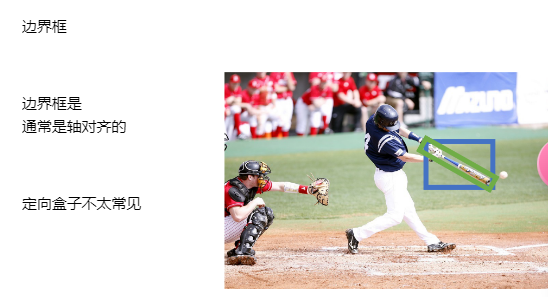 边界框
边界框是
通常是轴对齐的
定向盒子不太常见
Mizuno